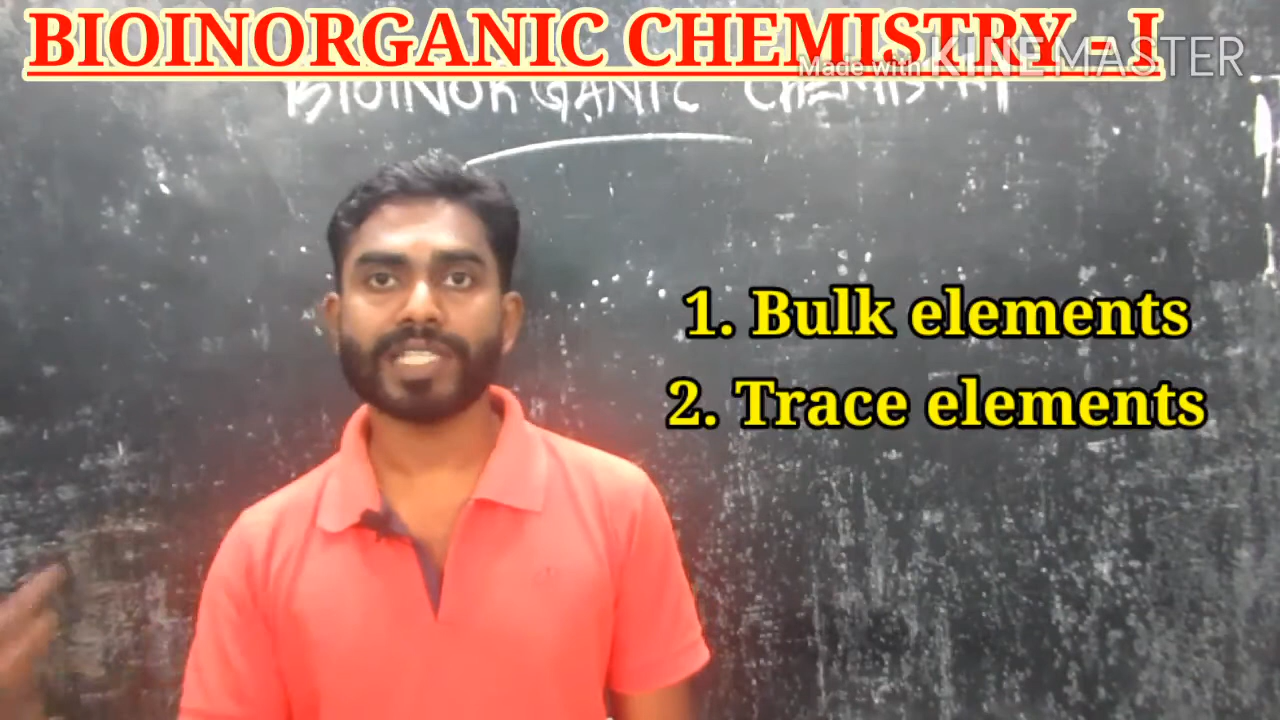 BIOINORGANIC CHEMISTRY - I
Made with KINEMASTER
BIOINORGANIC CHEMISTRY
1. Bulk elements
2. Trace elements